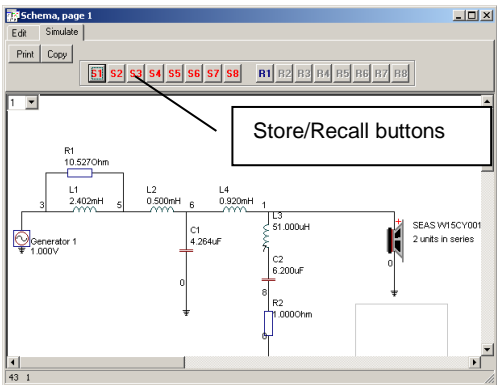 Schema, page 1
Edit Simulate
Print Copy
S1 S2 S3 S4 S5 S6 S7 S8 R1 R2 R3 R4 R5 R6 R7 R8
1
Store/Recall buttons
R1
10.527Ohm
L1
2.402mH
L2
0.500mH
L4
0.920mH
3 5 6 1
L3
51.000uH
SEAS W15CY001
2 units in series
Generator 1
1.000V
C1
4.264uF
7
0
C2
6.200uF
0
8
R2
1.000Ohm
0
43 1